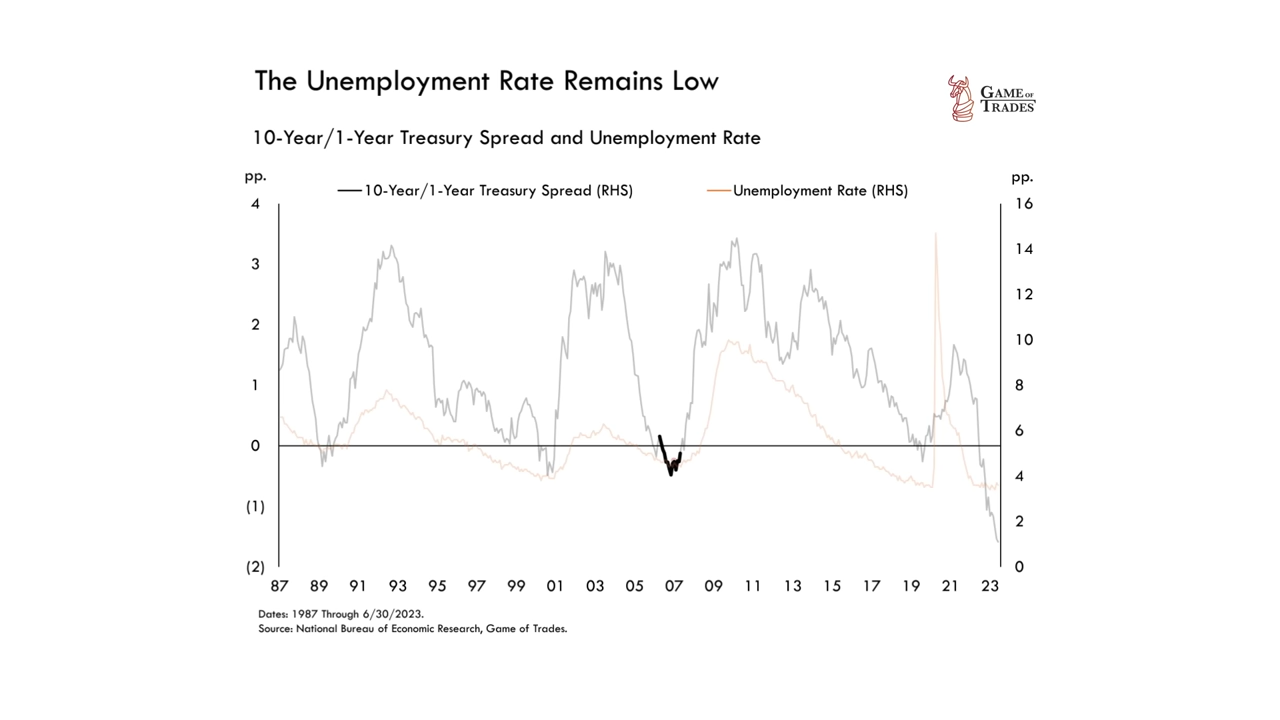 The Unemployment Rate Remains Low
GAME OF
TRADES
10-Year/1-Year Treasury Spread and Unemployment Rate
pp.
pp.
10-Year/1-Year Treasury Spread (RHS)
Unemployment Rate (RHS)
4
3
2
1
0
(1)
(2)
16
14
12
10
8
6
4
2
0
87 89 91 93 95 97 99 01 03 05 07 09 11 13 15 17 19 21 23
Dates: 1987 Through 6/30/2023.
Source: National Bureau of Economic Research, Game of Trades.